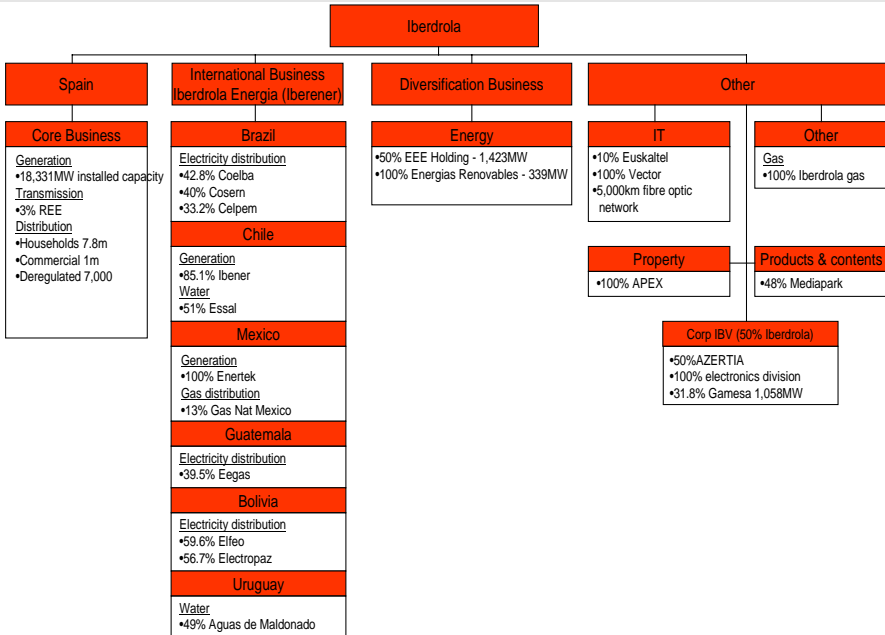 Iberdrola
Spain
International Business
Iberdrola Energia (Iberener)
Diversification Business
Other
Core Business
Generation
•18,331MW installed capacity
Transmission
•3% REE
Distribution
•Households 7.8m
•Commercial 1m
•Deregulated 7,000
Brazil
Electricity distribution
•42.8% Coelba
•40% Cosern
•33.2% Celpem
Chile
Generation
•85.1% Ibener
Water
•51% Essal
Mexico
Generation
•100% Enertek
Gas distribution
•13% Gas Nat Mexico
Guatemala
Electricity distribution
•39.5% Eegas
Bolivia
Electricity distribution
•59.6% Elfeo
•56.7% Electropaz
Uruguay
Water
•49% Aguas de Maldonado
Energy
•50% EEE Holding - 1,423MW
•100% Energias Renovables - 339MW
IT
•10% Euskaltel
•100% Vector
•5,000km fibre optic
network
Other
Gas
•100% Iberdrola gas
Property
•100% APEX
Products & contents
•48% Mediapark
Corp IBV (50% Iberdrola)
•50%AZERTIA
•100% electronics division
•31.8% Gamesa 1,058MW